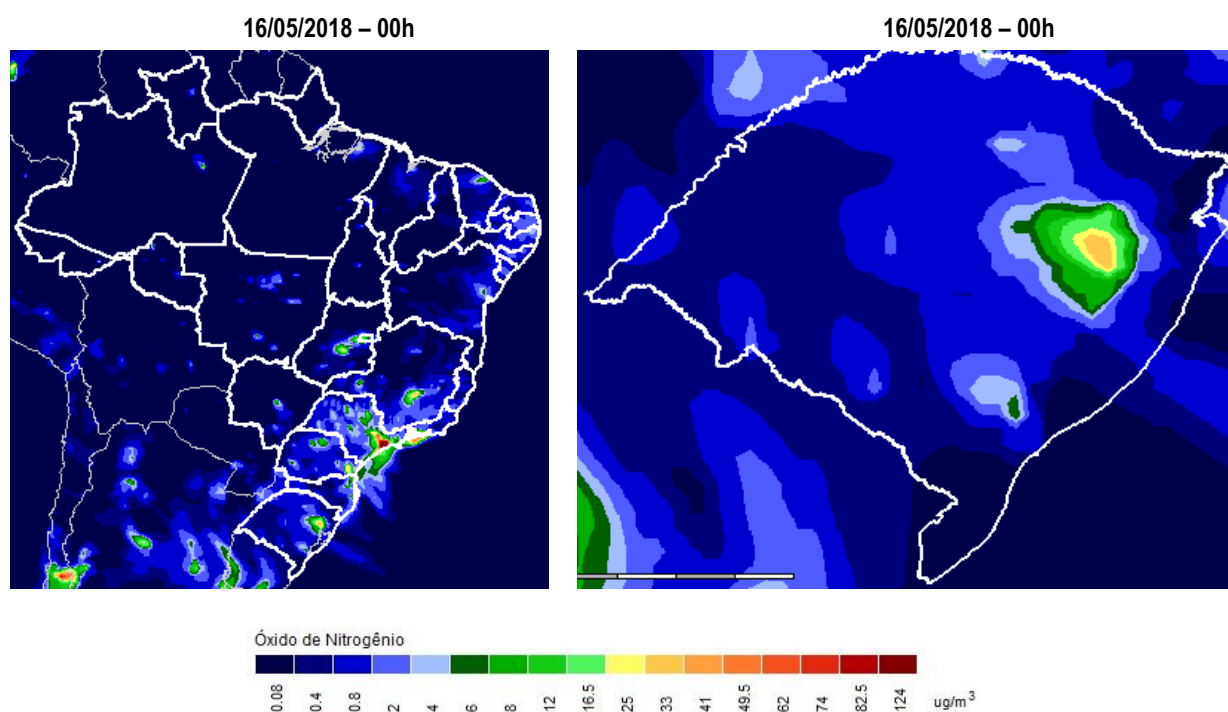 16/05/2018 – 00h
16/05/2018 – 00h
Óxido de Nitrogênio
0.08 0.4 0.8 2 4 6 8 12 16.5 25 33 41 49.5 62 74 82.5 124 ug/m³